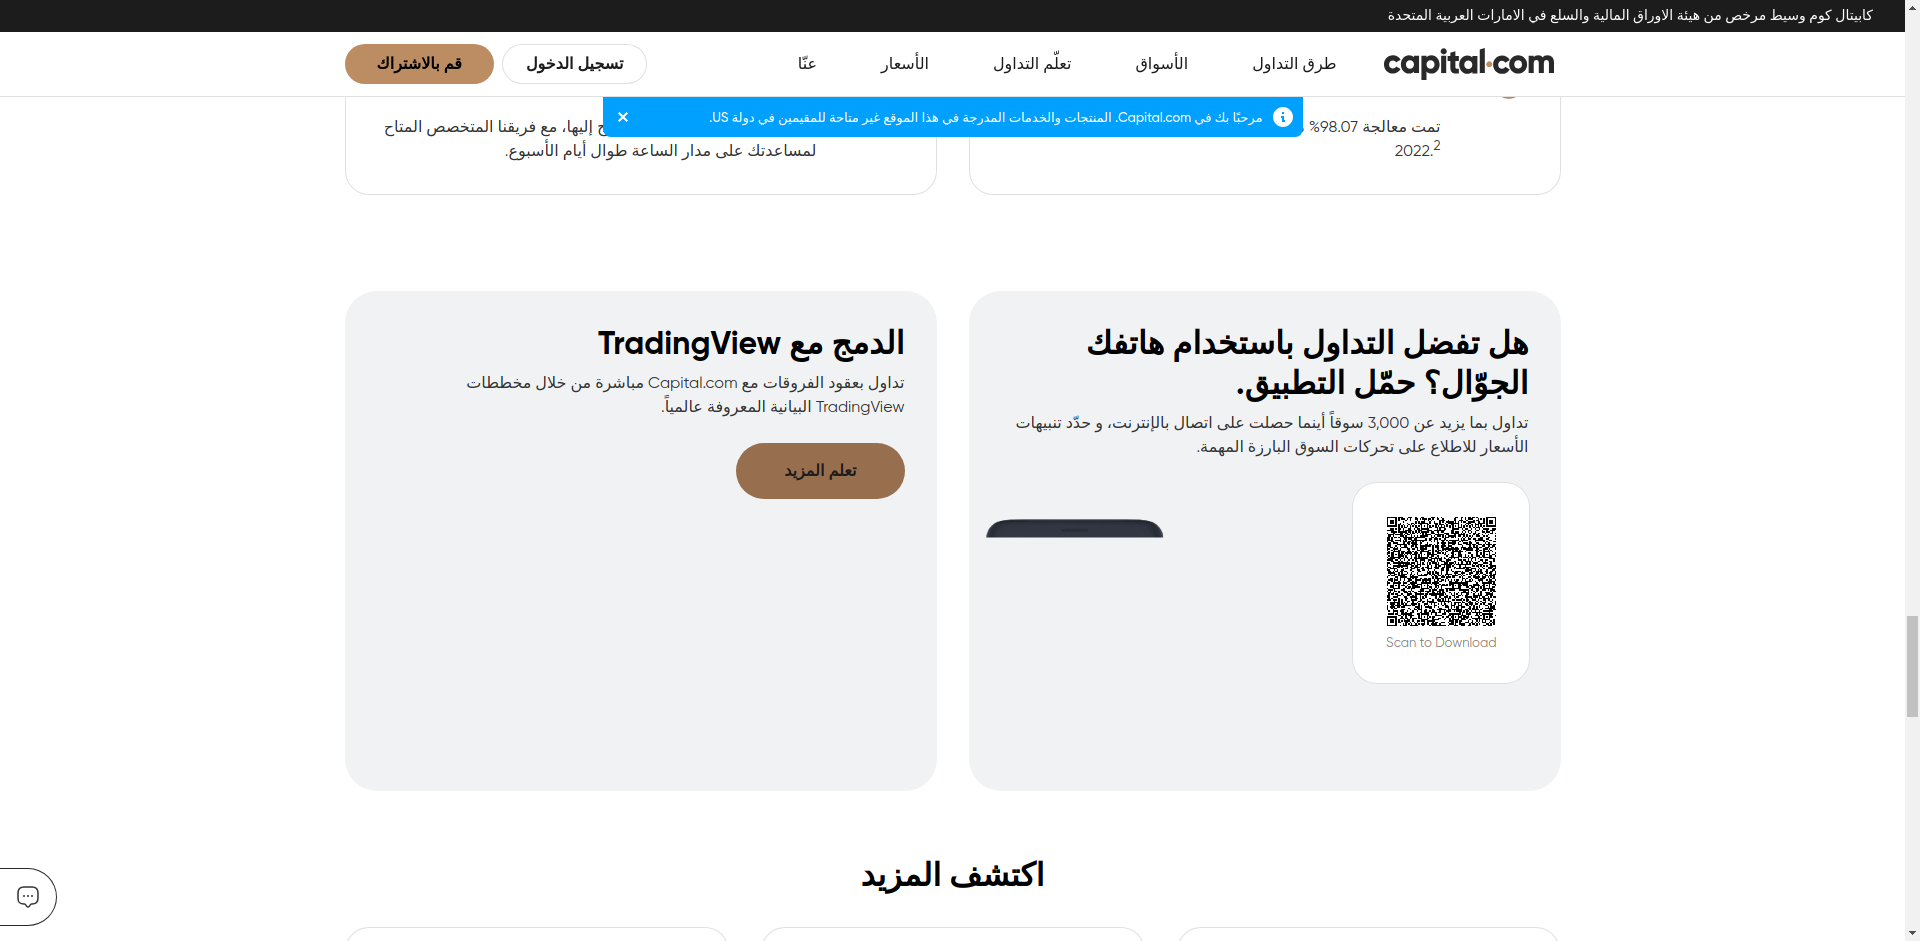 كابيتال كوم وسيط مرخص من هيئة الاوراق المالية والسلع في الامارات العربية المتحدة
capital.com
طرق التداول
الأسواق
تعلّم التداول
الأسعار
عنّا
تسجيل الدخول
قم بالاشتراك
مرحبًا بك في Capital.com. المنتجات والخدمات المدرجة في هذا الموقع غير متاحة للمقيمين في دولة US.
تمت معالجة 98.07%
2022.2
إليها، مع فريقنا المتخصص المتاح
لمساعدتك على مدار الساعة طوال أيام الأسبوع.
هل تفضل التداول باستخدام هاتفك
الجوّال؟ حمّل التطبيق.
تداول بما يزيد عن 3,000 سوقاً أينما حصلت على اتصال بالإنترنت، و حدّد تنبيهات
الأسعار للاطلاع على تحركات السوق البارزة المهمة.
Scan to Download
الدمج مع TradingView
تداول بعقود الفروقات مع Capital.com مباشرة من خلال مخططات
TradingView البيانية المعروفة عالمياً.
تعلم المزيد
اكتشف المزيد